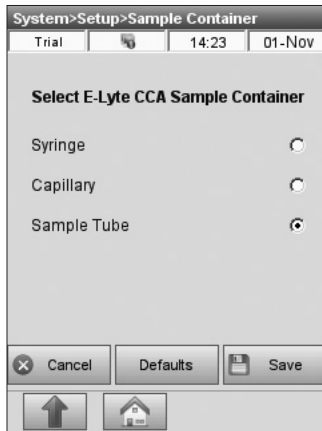 System>Setup>Sample Container
Trial 14:23 01-Nov
Select E-Lyte CCA Sample Container
Syringe
Capillary
Sample Tube
Cancel Defaults Save